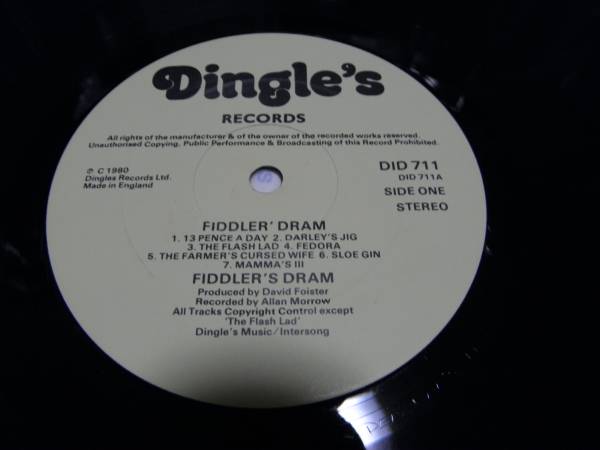 Dingle's
RECORDS
All rights of the manufacturer & of the owner of the recorded works reserved.
Unauthorised Copying, Public Performance & Broadcasting of this Record Prohibited.
℗ C 1980
Dingles Records Ltd.
Made in England
DID 711
DID 711A
SIDE ONE
STEREO
FIDDLER' DRAM
1. 13 PENCE A DAY 2. DARLEY'S JIG
3. THE FLASH LAD 4. FEDORA
5. THE FARMER'S CURSED WIFE 6. SLOE GIN
7. MAMMA'S III
FIDDLER'S DRAM
Produced by David Foister
Recorded by Allan Morrow
All Tracks Copyright Control except
'The Flash Lad'
Dingle's Music/Intersong